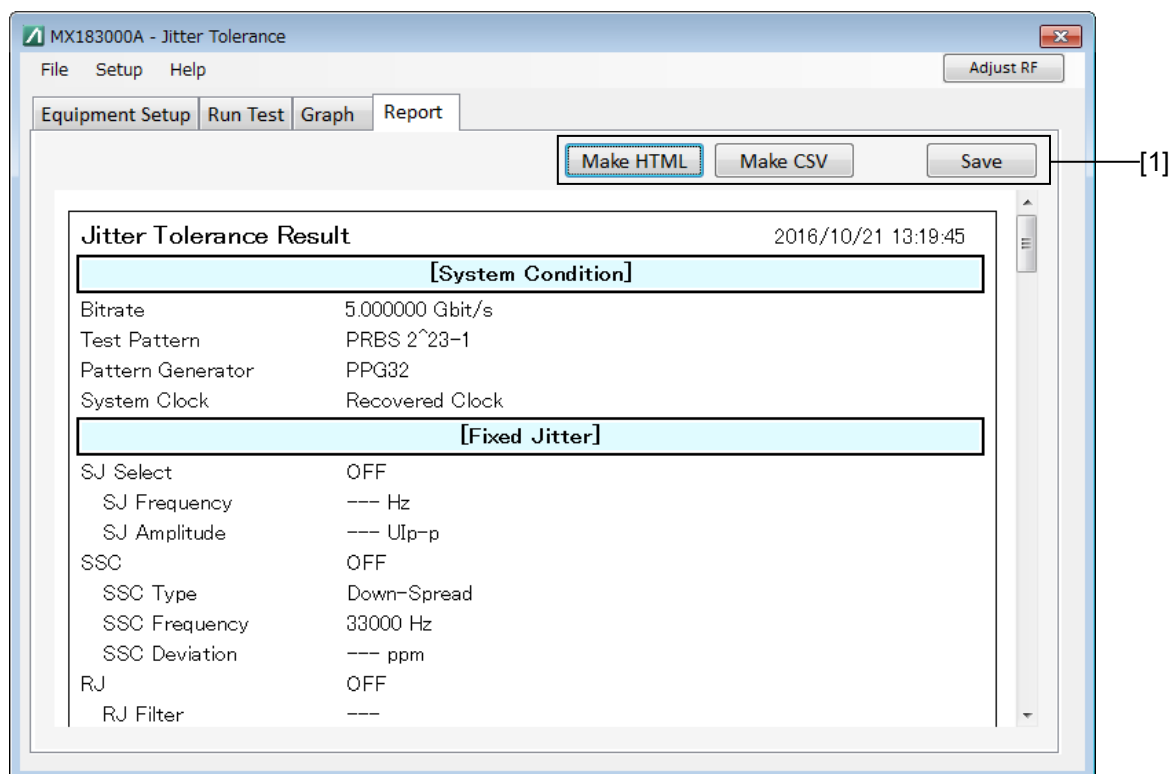 MX183000A - Jitter Tolerance
File Setup Help Adjust RF
Equipment Setup Run Test Graph Report
Make HTML Make CSV Save [1]
Jitter Tolerance Result 2016/10/21 13:19:45
[System Condition]
Bitrate 5.000000 Gbit/s
Test Pattern PRBS 2^23-1
Pattern Generator PPG32
System Clock Recovered Clock
[Fixed Jitter]
SJ Select OFF
SJ Frequency --- Hz
SJ Amplitude --- UIp-p
SSC OFF
SSC Type Down-Spread
SSC Frequency 33000 Hz
SSC Deviation --- ppm
RJ OFF
RJ Filter ---